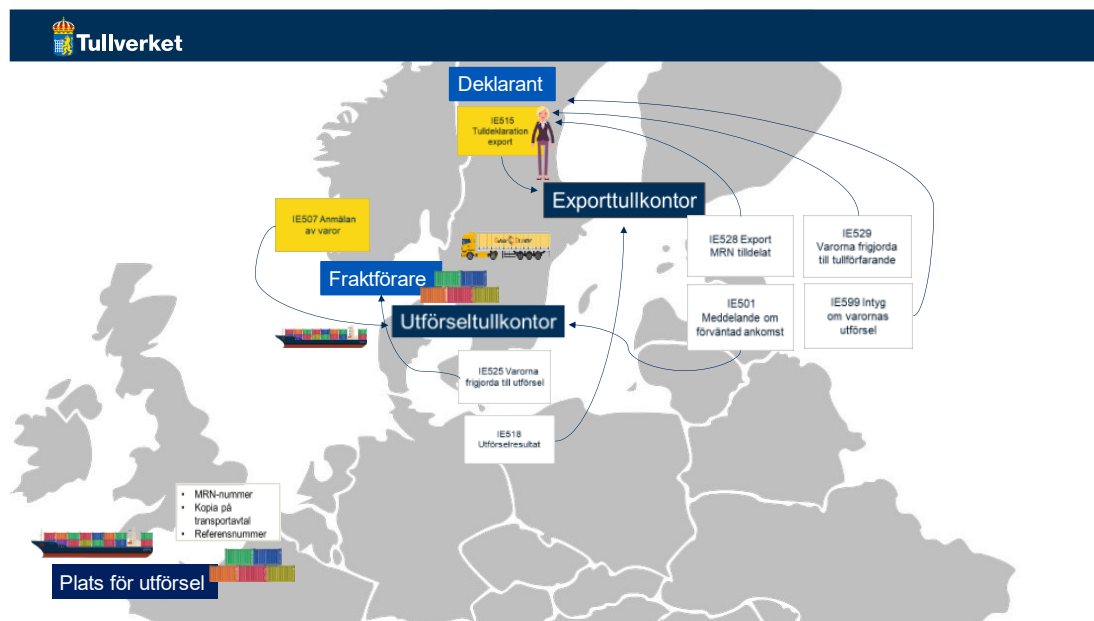 Tullverket
Deklarant
IE515
Tulldeklaration
export
Exporttullkontor
IE507 Anmälan
av varor
IE528 Export
MRN tilldelat
IE529
Varorna frigjorda
till tullförfarande
Fraktförare
IE501
Meddelande om
förväntad ankomst
IE599 Intyg
om varornas
utförsel
Utförseltullkontor
IE525 Varorna
frigjorda till utförsel
IE518
Utförselresultat
• MRN-nummer
• Kopia på
transportavtal
• Referensnummer
Plats för utförsel